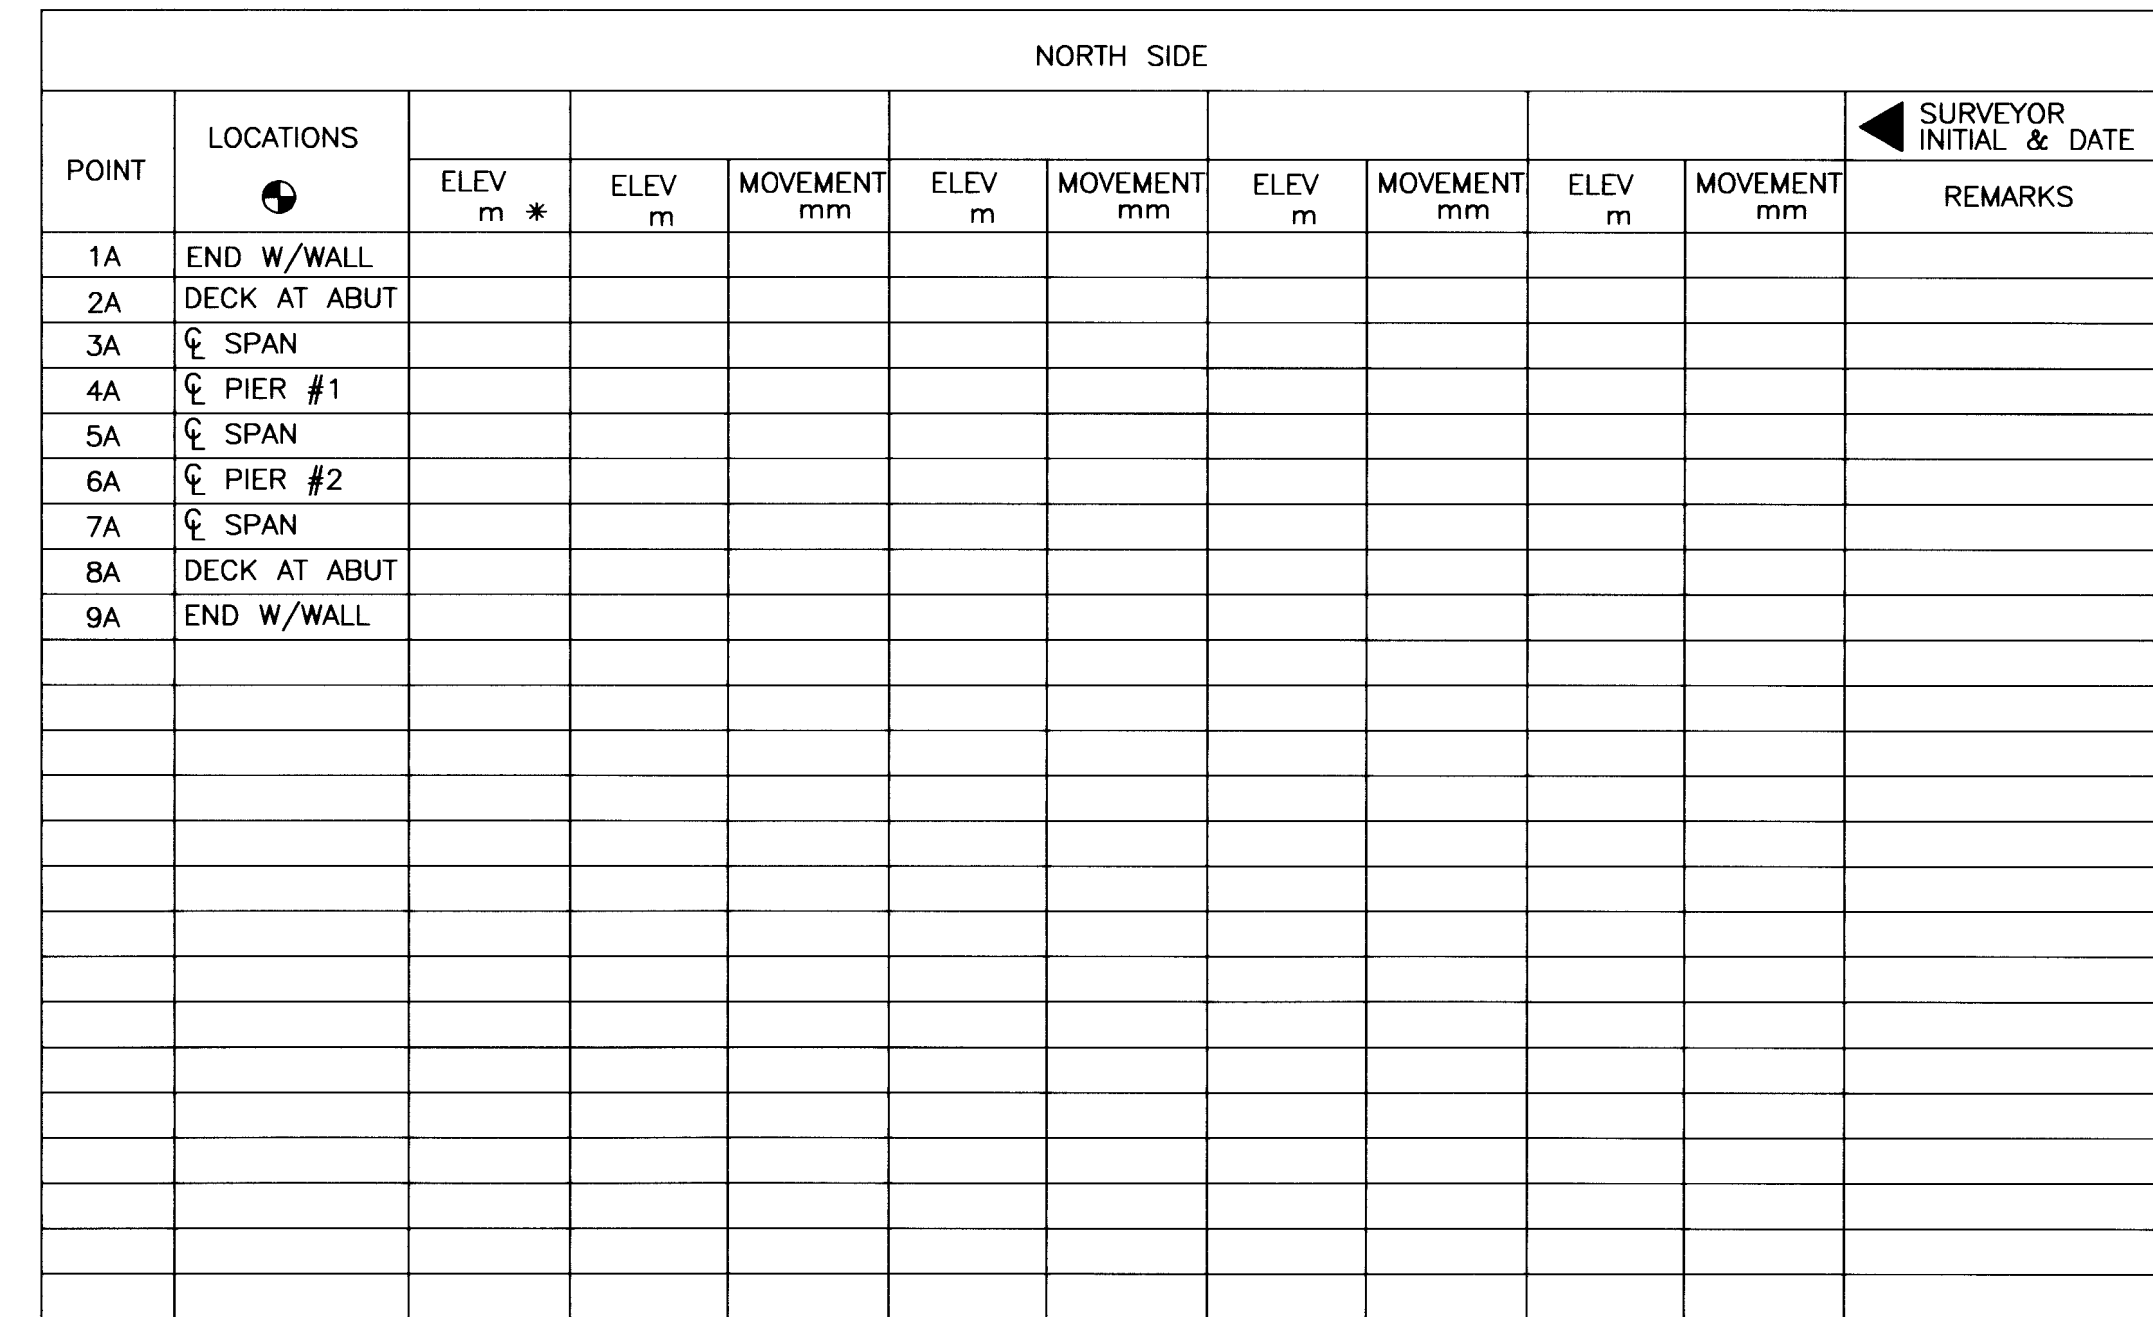 NORTH SIDE
POINT
LOCATIONS
SURVEYOR
INITIAL & DATE
ELEV
m *
ELEV
m
MOVEMENT
mm
ELEV
m
MOVEMENT
mm
ELEV
m
MOVEMENT
mm
ELEV
m
MOVEMENT
mm
REMARKS
1A END W/WALL
2A DECK AT ABUT
3A ℄ SPAN
4A ℄ PIER #1
5A ℄ SPAN
6A ℄ PIER #2
7A ℄ SPAN
8A DECK AT ABUT
9A END W/WALL